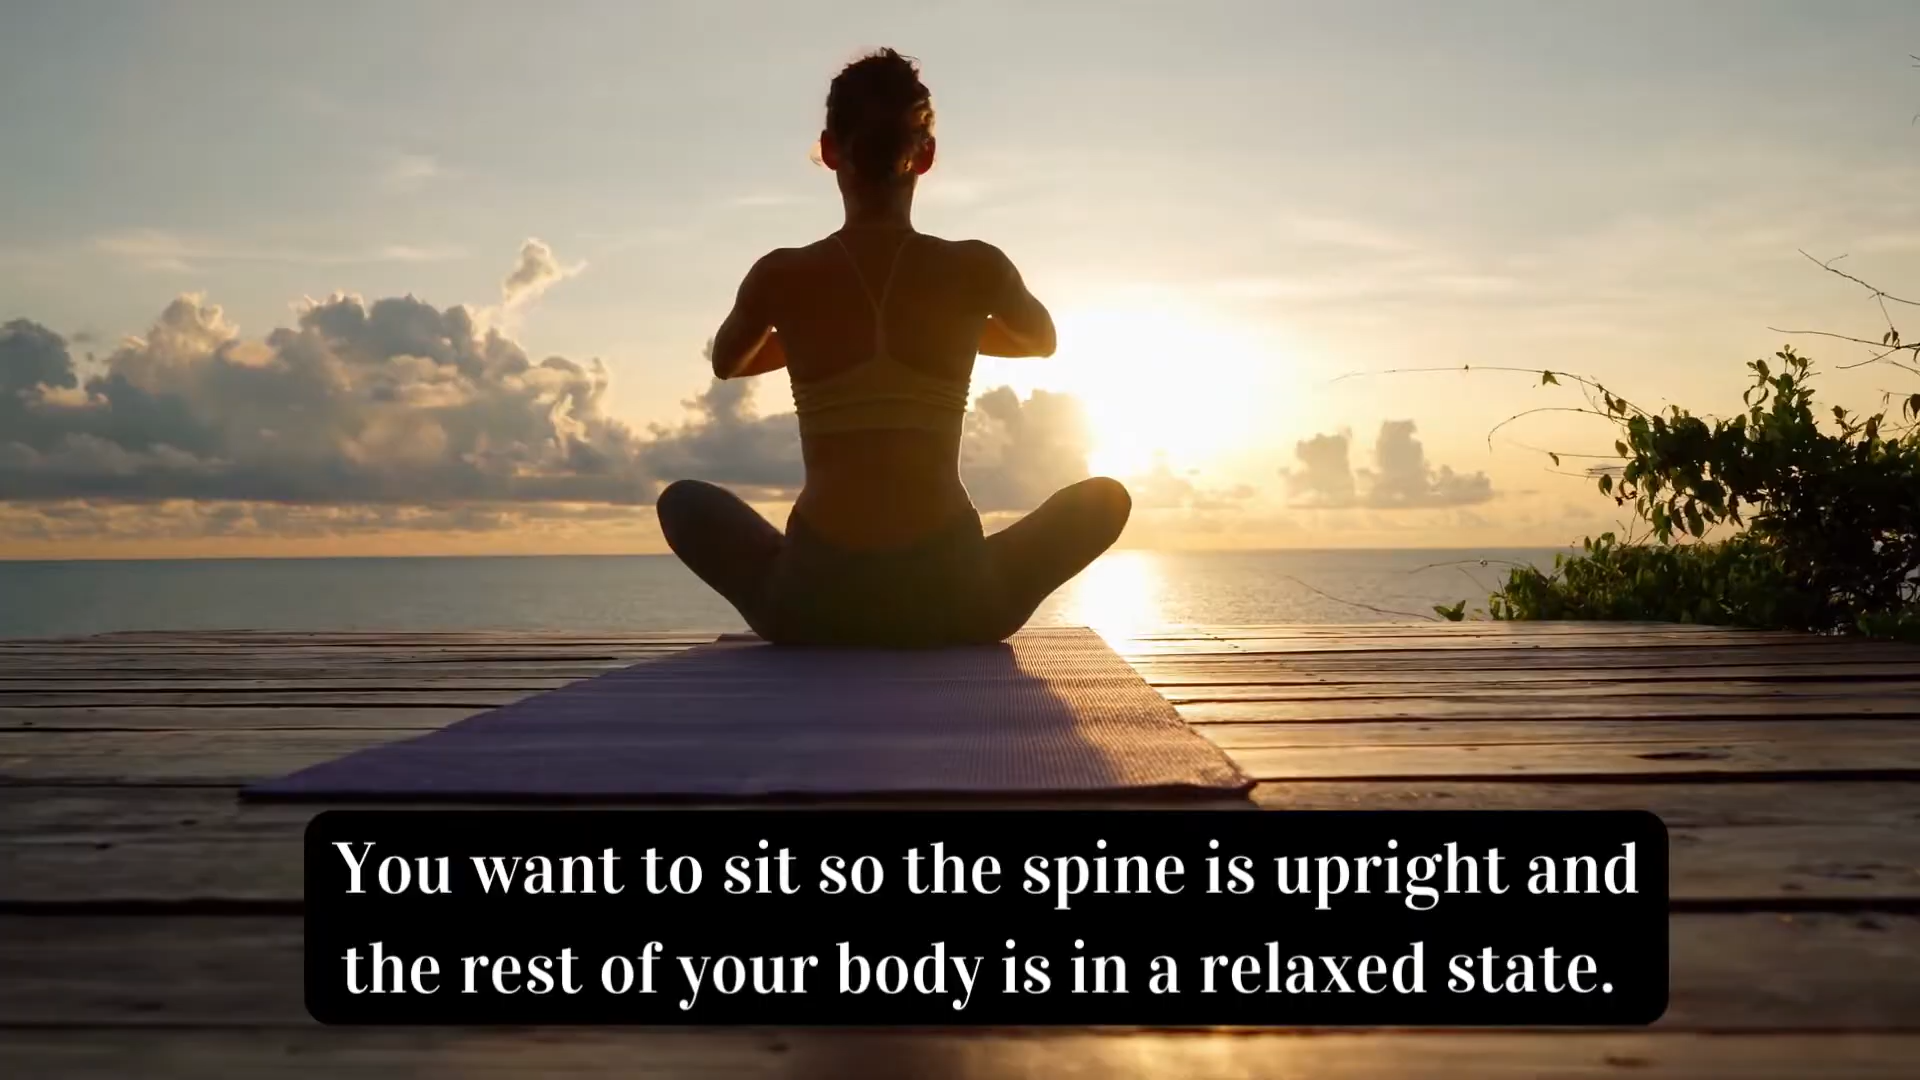 You want to sit so the spine is upright and
the rest of your body is in a relaxed state.